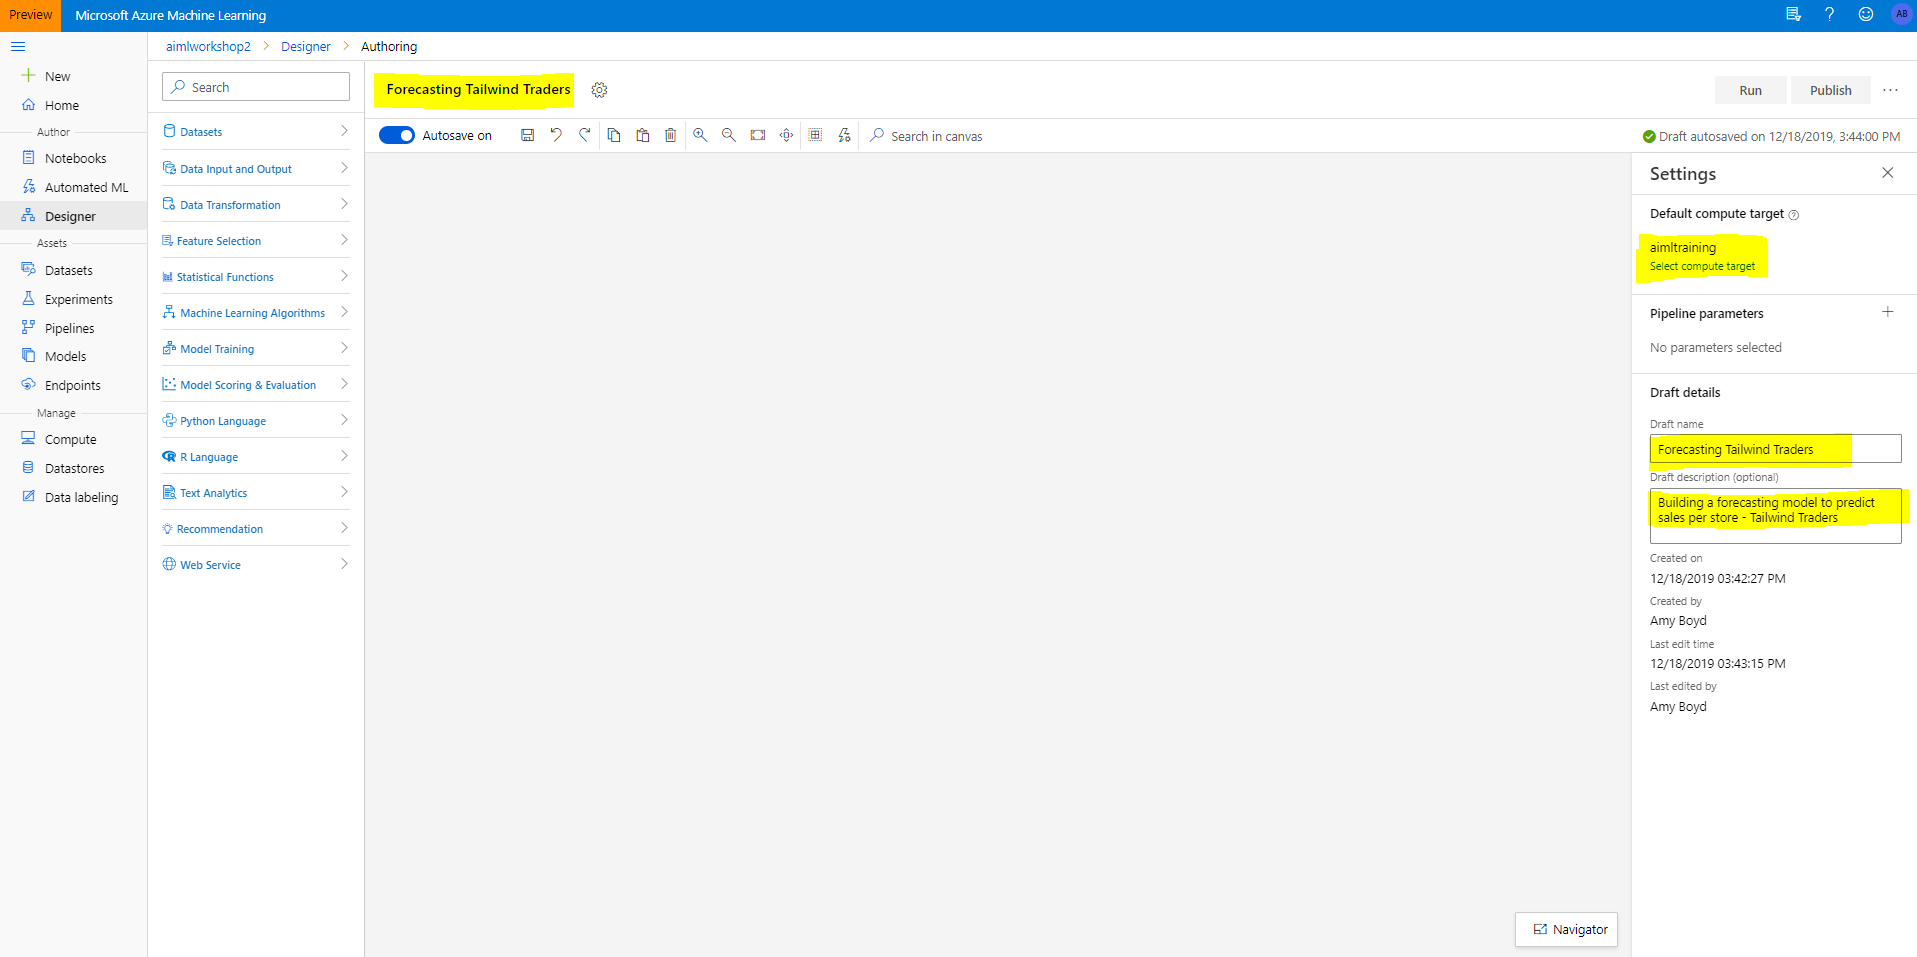 Preview
Microsoft Azure Machine Learning
AB
aimlworkshop2 > Designer > Authoring
New
Home
Author
Notebooks
Automated ML
Designer
Assets
Datasets
Experiments
Pipelines
Models
Endpoints
Manage
Compute
Datastores
Data labeling
Search
Datasets
Data Input and Output
Data Transformation
Feature Selection
Statistical Functions
Machine Learning Algorithms
Model Training
Model Scoring & Evaluation
Python Language
R Language
Text Analytics
Recommendation
Web Service
Forecasting Tailwind Traders
Run
Publish
Autosave on
Search in canvas
Draft autosaved on 12/18/2019, 3:44:00 PM
Navigator
Settings
Default compute target
aimltraining
Select compute target
Pipeline parameters
No parameters selected
Draft details
Draft name
Forecasting Tailwind Traders
Draft description (optional)
Building a forecasting model to predict
sales per store - Tailwind Traders
Created on
12/18/2019 03:42:27 PM
Created by
Amy Boyd
Last edit time
12/18/2019 03:43:15 PM
Last edited by
Amy Boyd